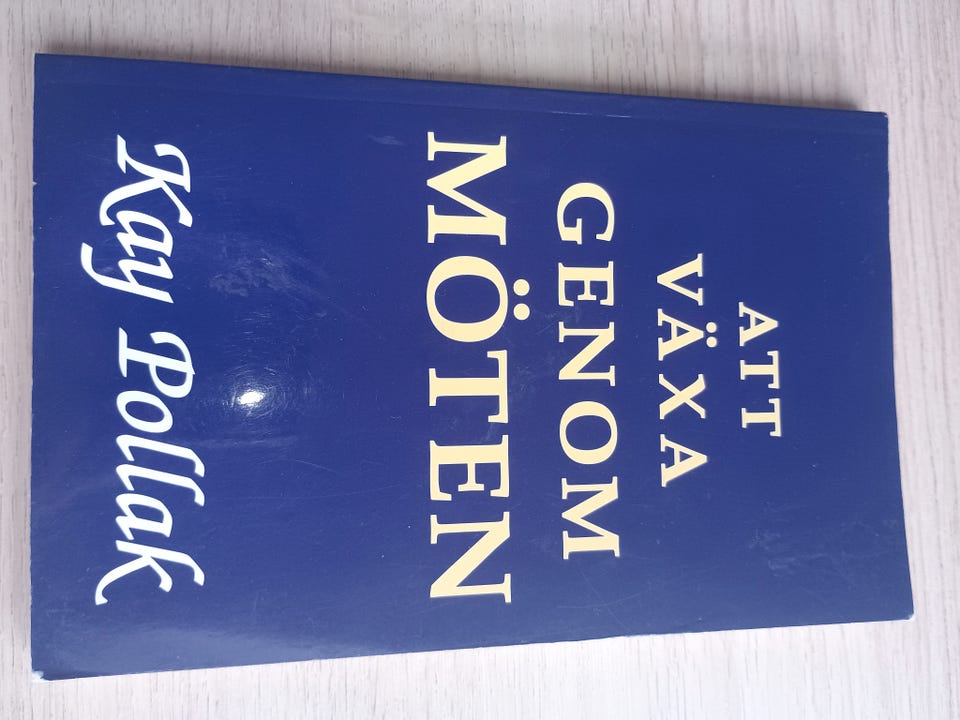 ATT
VÄXA
GENOM
MÖTEN
Kay Pollak